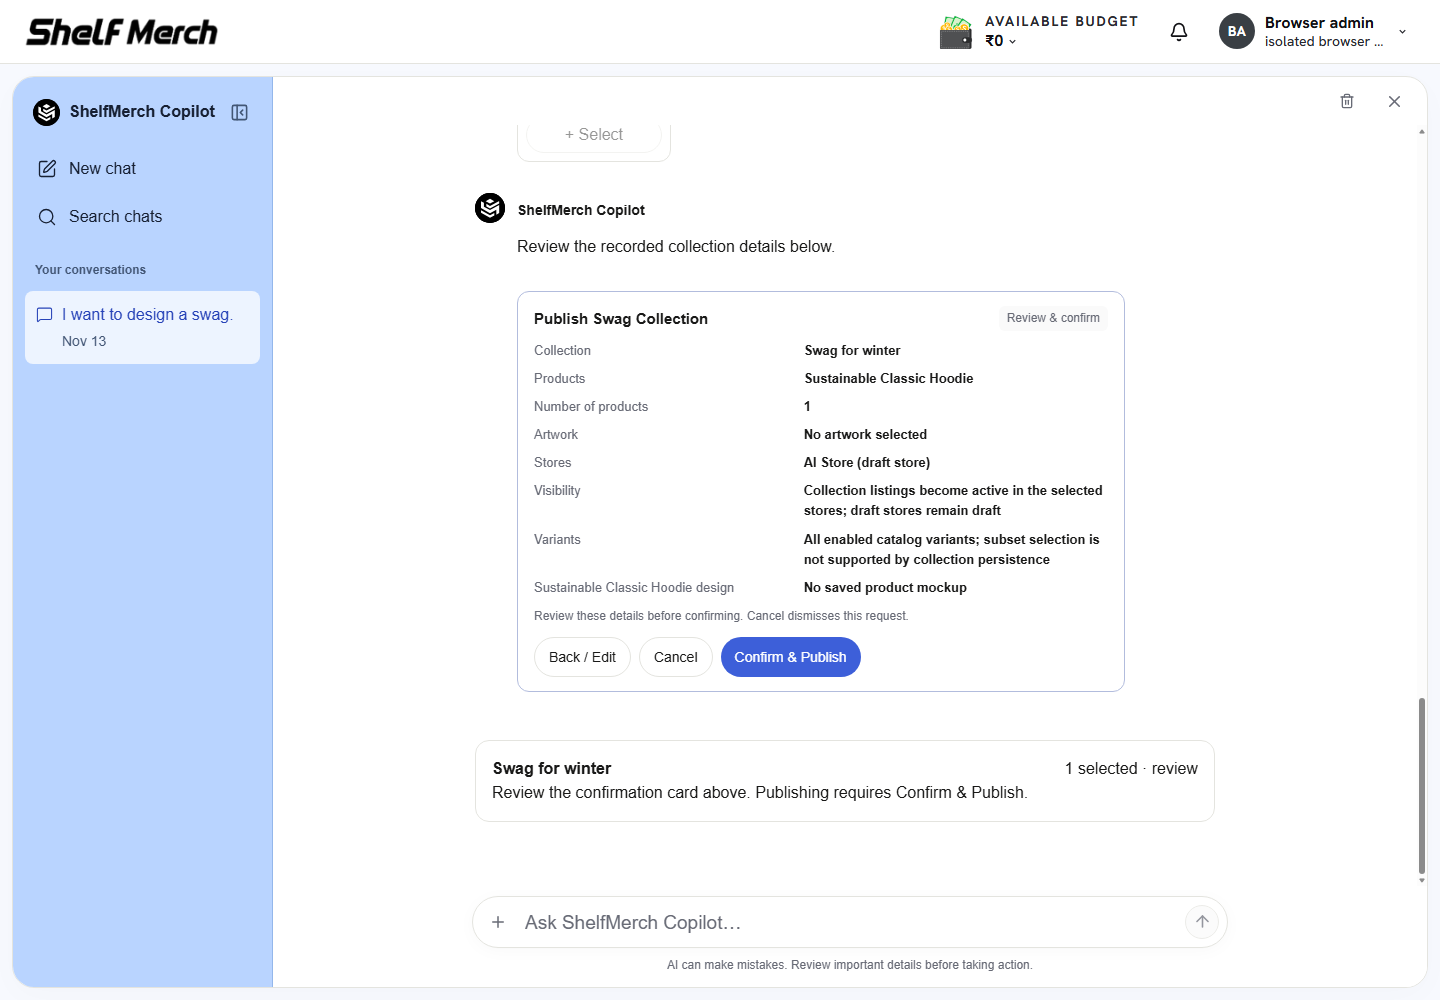 Shelf Merch
AVAILABLE BUDGET
₹0
BA
Browser admin
isolated browser ...
ShelfMerch Copilot
New chat
Search chats
Your conversations
I want to design a swag.
Nov 13
+ Select
ShelfMerch Copilot
Review the recorded collection details below.
Publish Swag Collection
Review & confirm
Collection
Swag for winter
Products
Sustainable Classic Hoodie
Number of products
1
Artwork
No artwork selected
Stores
AI Store (draft store)
Visibility
Collection listings become active in the selected
stores; draft stores remain draft
Variants
All enabled catalog variants; subset selection is
not supported by collection persistence
Sustainable Classic Hoodie design
No saved product mockup
Review these details before confirming. Cancel dismisses this request.
Back / Edit
Cancel
Confirm & Publish
Swag for winter
1 selected · review
Review the confirmation card above. Publishing requires Confirm & Publish.
+ Ask ShelfMerch Copilot…
AI can make mistakes. Review important details before taking action.